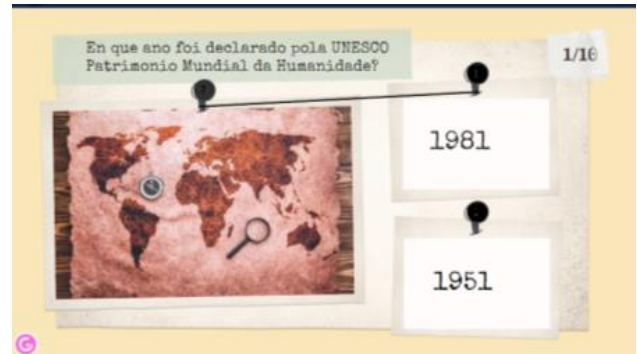 En que ano foi declarado pola UNESCO
Patrimonio Mundial da Humanidade?
1/10
1981
1951